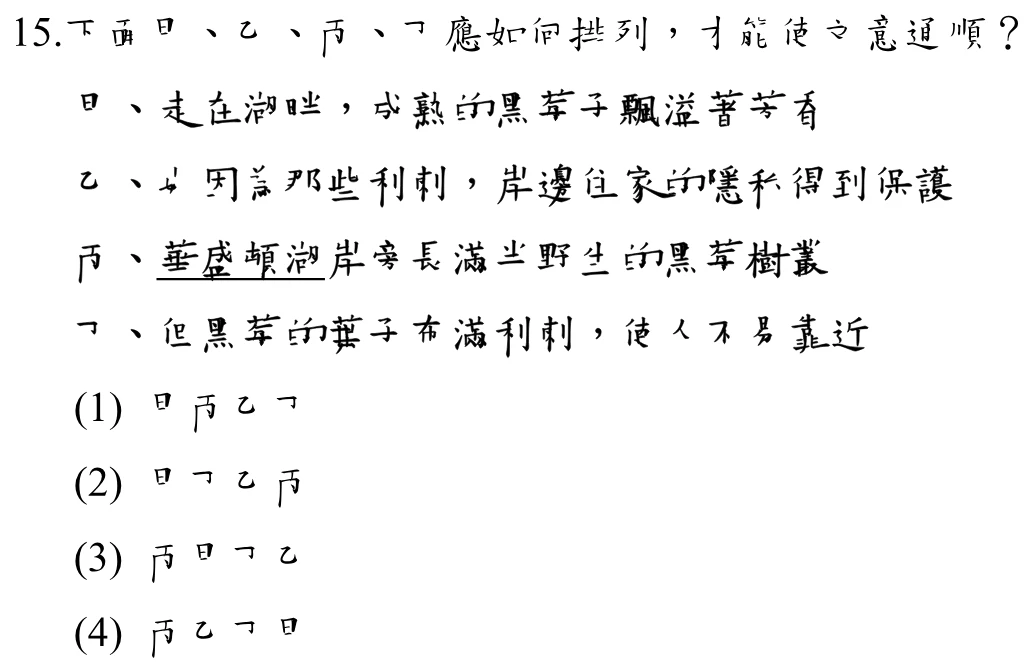 15.下面甲、乙、丙、丁應如何排列，才能使文意通順？
甲、走在湖畔，成熟的黑莓子飄溢著芳香
乙、也因為那些利刺，岸邊住家的隱私得到保護
丙、華盛頓湖岸旁長滿半野生的黑莓樹叢
丁、但黑莓的葉子布滿利刺，使人不易靠近
(1) 甲丙乙丁
(2) 甲丁乙丙
(3) 丙甲丁乙
(4) 丙乙丁甲